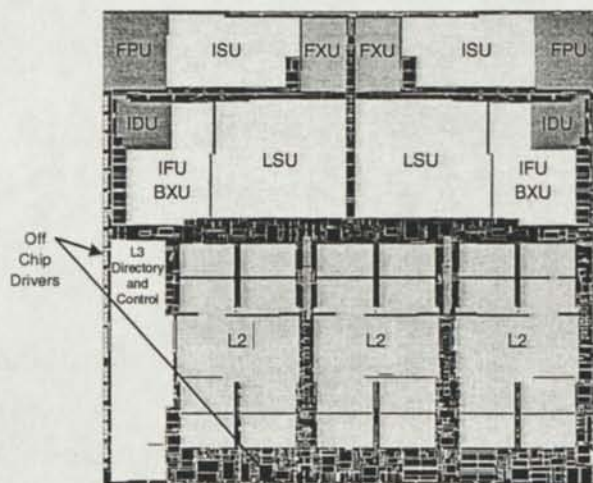 FPU ISU FXU FXU ISU FPU
IDU IDU
LSU LSU
IFU
BXU
IFU
BXU
Off
Chip
Drivers
L3
Directory
and
Control
L2 L2 L2